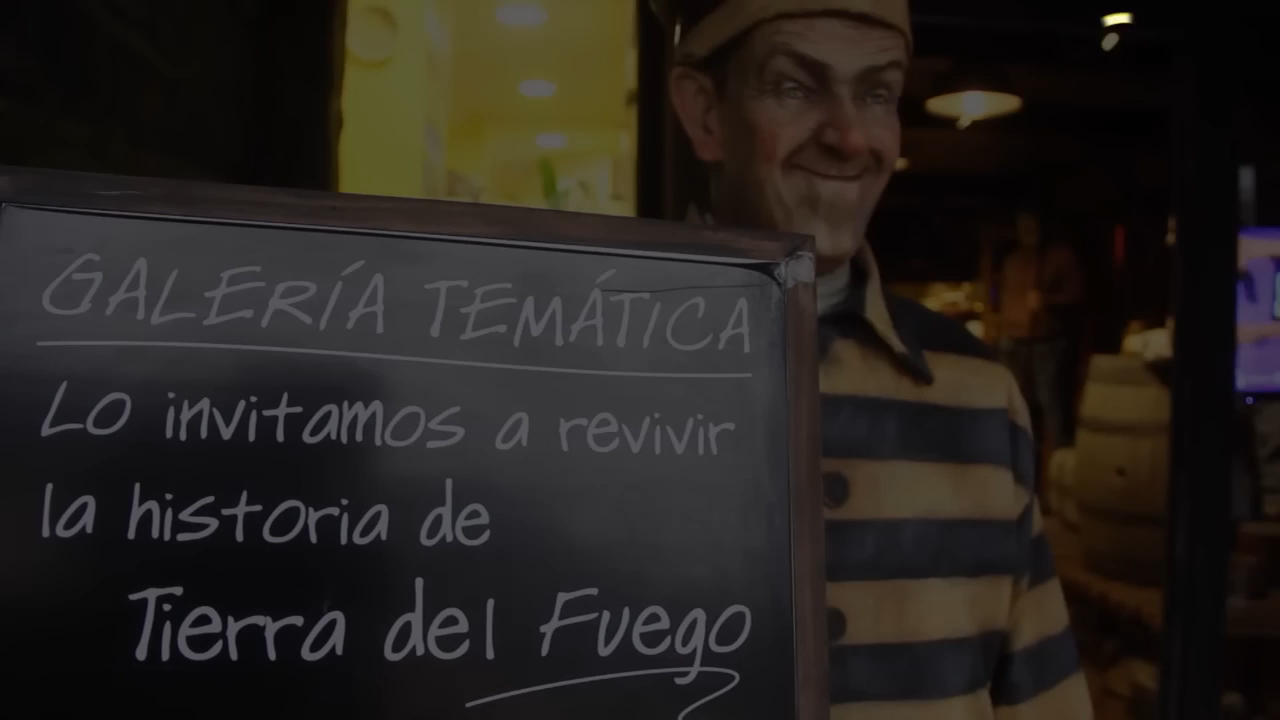 GALERÍA TEMÁTICA
Lo invitamos a revivir
la historia de
Tierra del Fuego